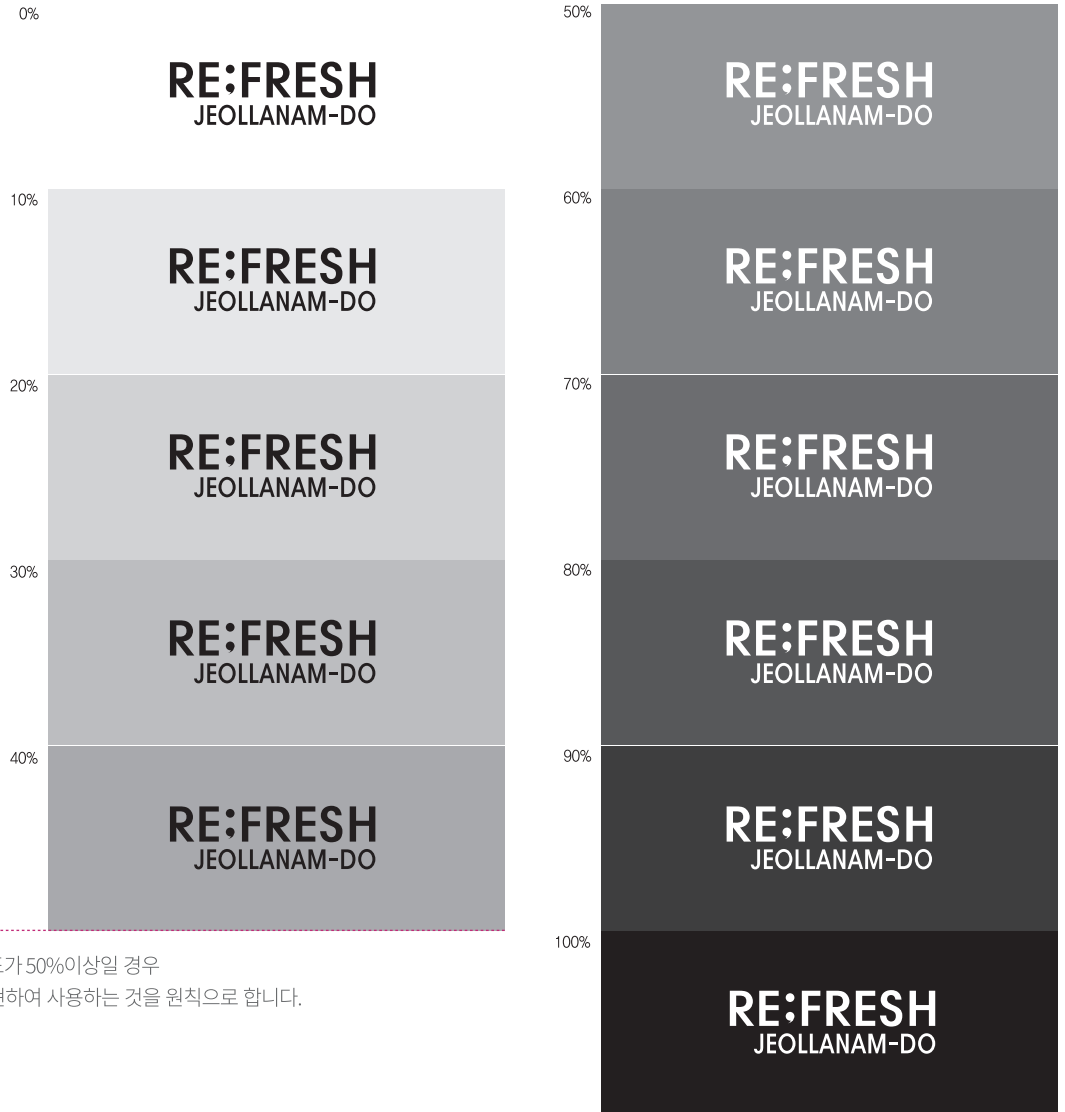 0%
RE;FRESH
JEOLLANAM-DO
10%
RE;FRESH
JEOLLANAM-DO
20%
RE;FRESH
JEOLLANAM-DO
30%
RE;FRESH
JEOLLANAM-DO
40%
RE;FRESH
JEOLLANAM-DO
50%이상일 경우
사용하는 것을 원칙으로 합니다.
50%
RE;FRESH
JEOLLANAM-DO
60%
RE;FRESH
JEOLLANAM-DO
70%
RE;FRESH
JEOLLANAM-DO
80%
RE;FRESH
JEOLLANAM-DO
90%
RE;FRESH
JEOLLANAM-DO
100%
RE;FRESH
JEOLLANAM-DO